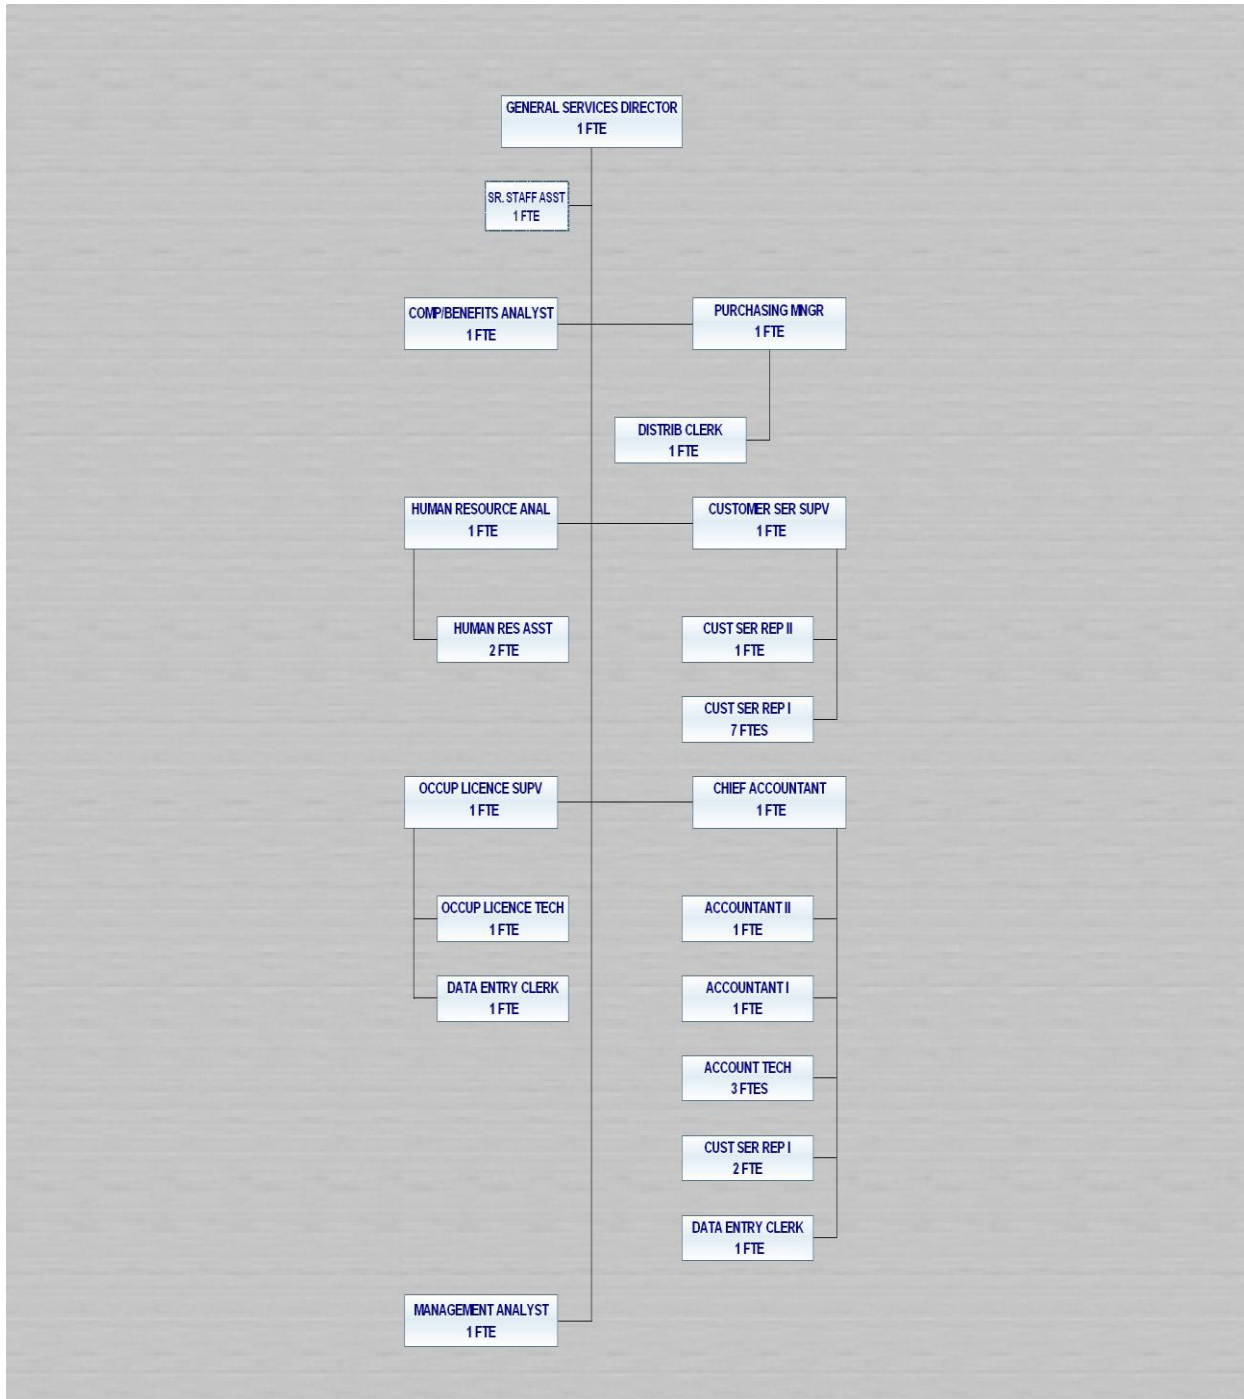 GENERAL SERVICES DIRECTOR
1 FTE
SR. STAFF ASST
1 FTE
COMP/BENEFITS ANALYST
1 FTE
PURCHASING MNGR
1 FTE
DISTRIB CLERK
1 FTE
HUMAN RESOURCE ANAL
1 FTE
CUSTOMER SER SUPV
1 FTE
HUMAN RES ASST
2 FTE
CUST SER REP II
1 FTE
CUST SER REP I
7 FTES
OCCUP LICENCE SUPV
1 FTE
CHIEF ACCOUNTANT
1 FTE
OCCUP LICENCE TECH
1 FTE
ACCOUNTANT II
1 FTE
DATA ENTRY CLERK
1 FTE
ACCOUNTANT I
1 FTE
ACCOUNT TECH
3 FTES
CUST SER REP I
2 FTE
DATA ENTRY CLERK
1 FTE
MANAGEMENT ANALYST
1 FTE